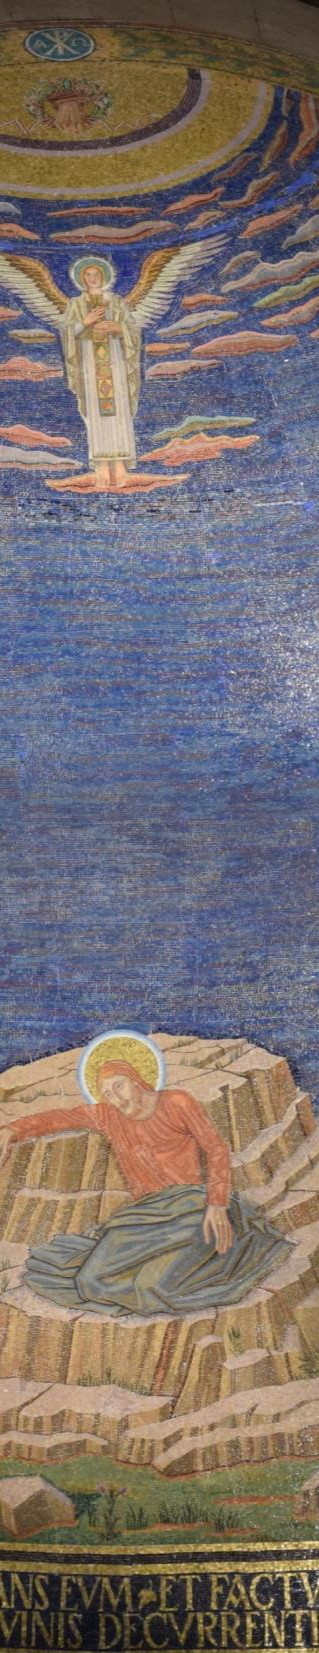 Α Ω
ANS EVM ET FACTV
VINIS DECVRRENTI